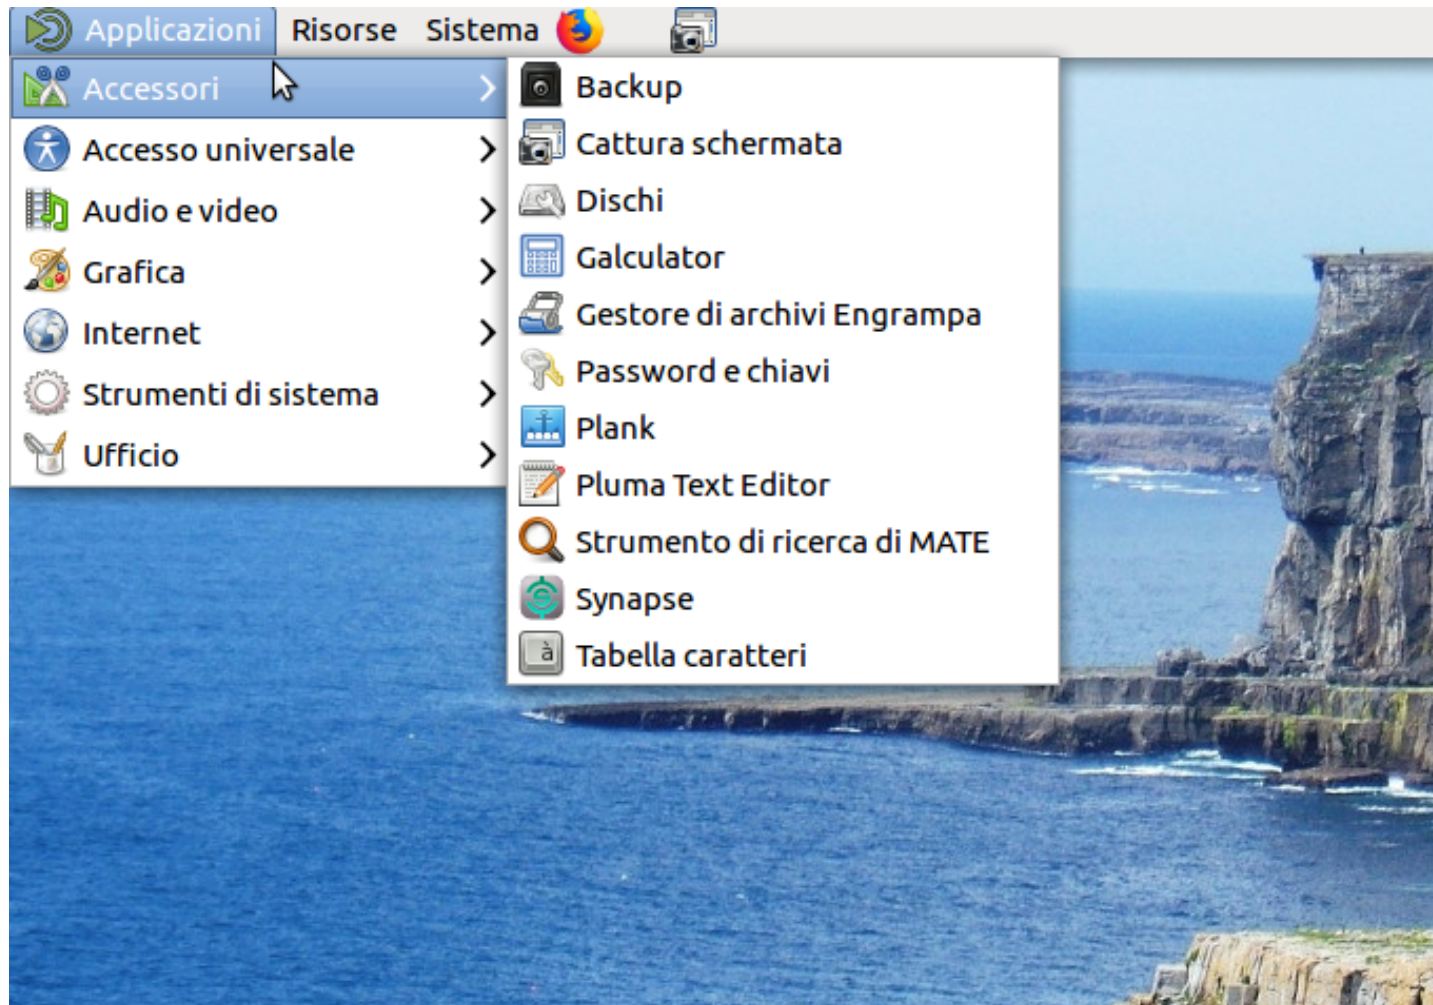 Applicazioni Risorse Sistema
Accessori
Accesso universale
Audio e video
Grafica
Internet
Strumenti di sistema
Ufficio
Backup
Cattura schermata
Dischi
Galculator
Gestore di archivi Engrampa
Password e chiavi
Plank
Pluma Text Editor
Strumento di ricerca di MATE
Synapse
à
Tabella caratteri